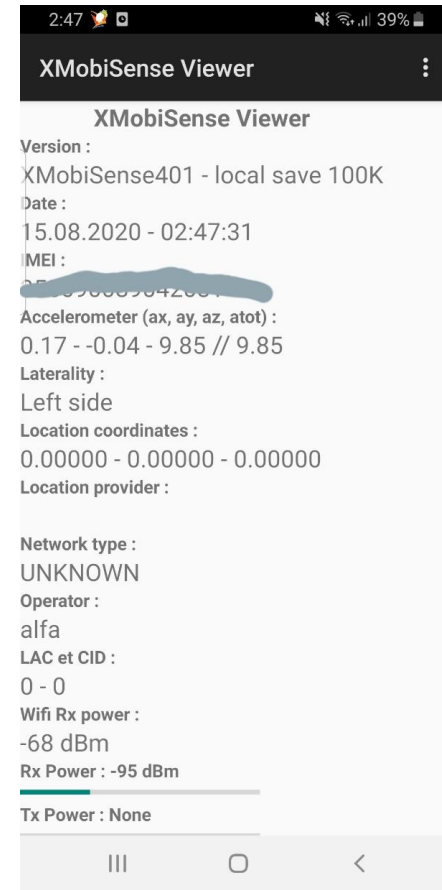 2:47 39%
XMobiSense Viewer
XMobiSense Viewer
Version :
XMobiSense401 - local save 100K
Date :
15.08.2020 - 02:47:31
IMEI :
Accelerometer (ax, ay, az, atot) :
0.17 - -0.04 - 9.85 // 9.85
Laterality :
Left side
Location coordinates :
0.00000 - 0.00000 - 0.00000
Location provider :
Network type :
UNKNOWN
Operator :
alfa
LAC et CID :
0 - 0
Wifi Rx power :
-68 dBm
Rx Power : -95 dBm
Tx Power : None